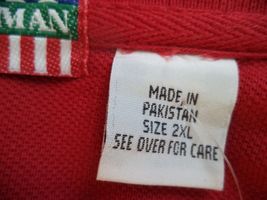 MAN
MADE IN
PAKISTAN
SIZE 2XL
SEE OVER FOR CARE